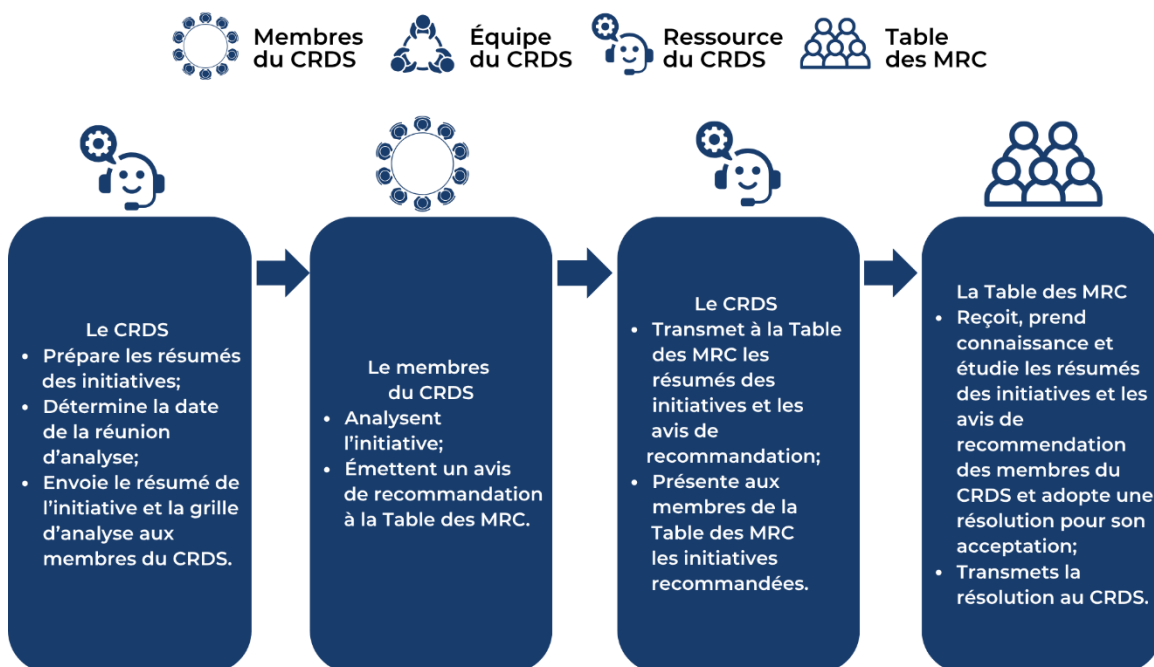 Membres
du CRDS
Équipe
du CRDS
Ressource
du CRDS
Table
des MRC
Le CRDS
• Prépare les résumés
des initiatives;
• Détermine la date
de la réunion
d'analyse;
• Envoie le résumé de
l'initiative et la grille
d'analyse aux
membres du CRDS.
Le membres
du CRDS
• Analysent
l'initiative;
• Émettent un avis
de recommandation
à la Table des MRC.
Le CRDS
• Transmet à la Table
des MRC les
résumés des
initiatives et les
avis de
recommandation;
• Présente aux
membres de la
Table des MRC
les initiatives
recommandées.
La Table des MRC
• Reçoit, prend
connaissance et
étudie les résumés
des initiatives et les
avis de
recommendation
des membres du
CRDS et adopte une
résolution pour son
acceptation;
• Transmets la
résolution au CRDS.